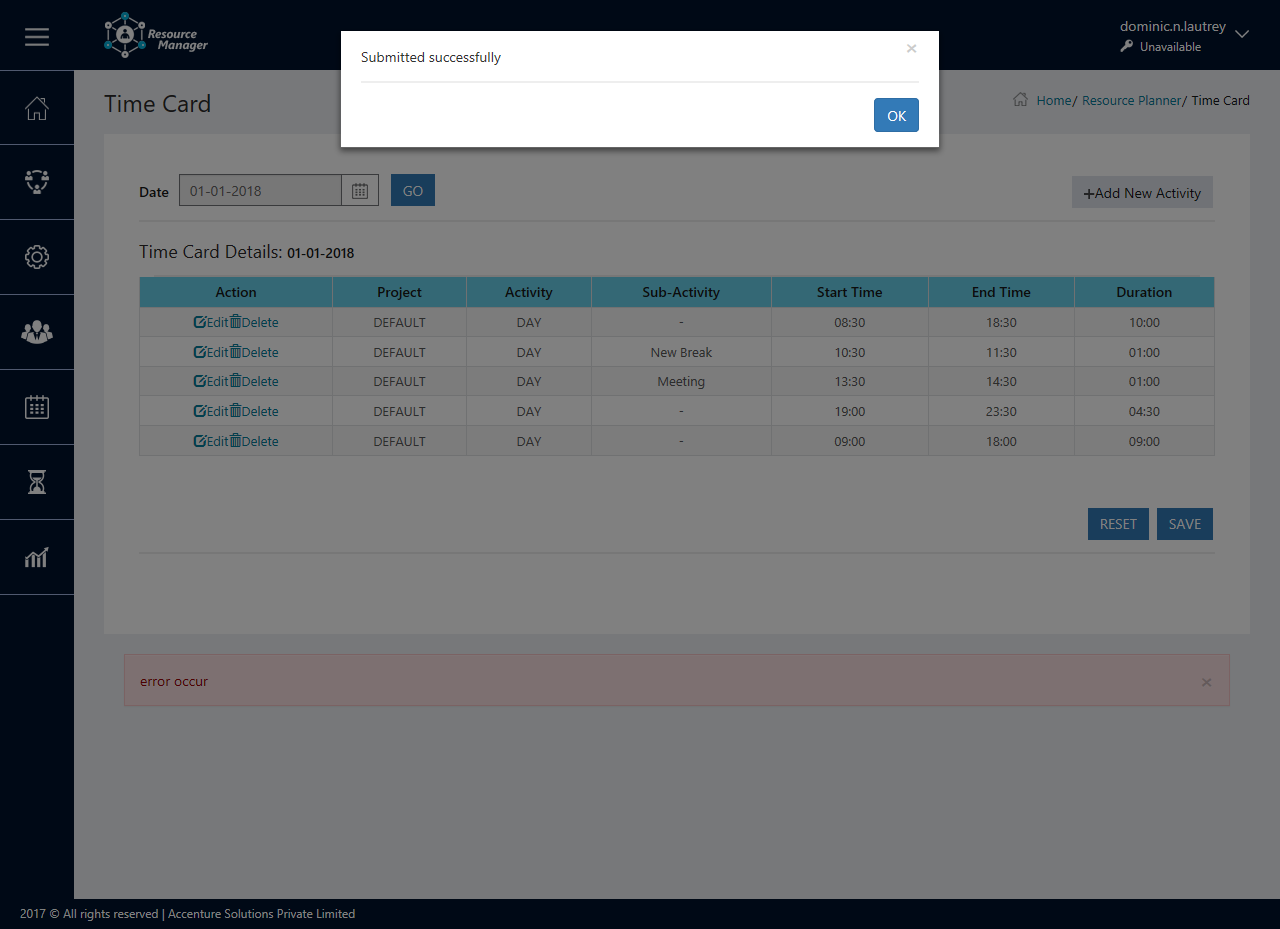 Resource
Manager
dominic.n.lautrey
Unavailable
Submitted successfully
×
OK
Time Card
Home/ Resource Planner/ Time Card
Date 01-01-2018 GO
+Add New Activity
Time Card Details: 01-01-2018
Action Project Activity Sub-Activity Start Time End Time Duration
Edit Delete DEFAULT DAY - 08:30 18:30 10:00
Edit Delete DEFAULT DAY New Break 10:30 11:30 01:00
Edit Delete DEFAULT DAY Meeting 13:30 14:30 01:00
Edit Delete DEFAULT DAY - 19:00 23:30 04:30
Edit Delete DEFAULT DAY - 09:00 18:00 09:00
RESET SAVE
error occur ×
2017 © All rights reserved | Accenture Solutions Private Limited